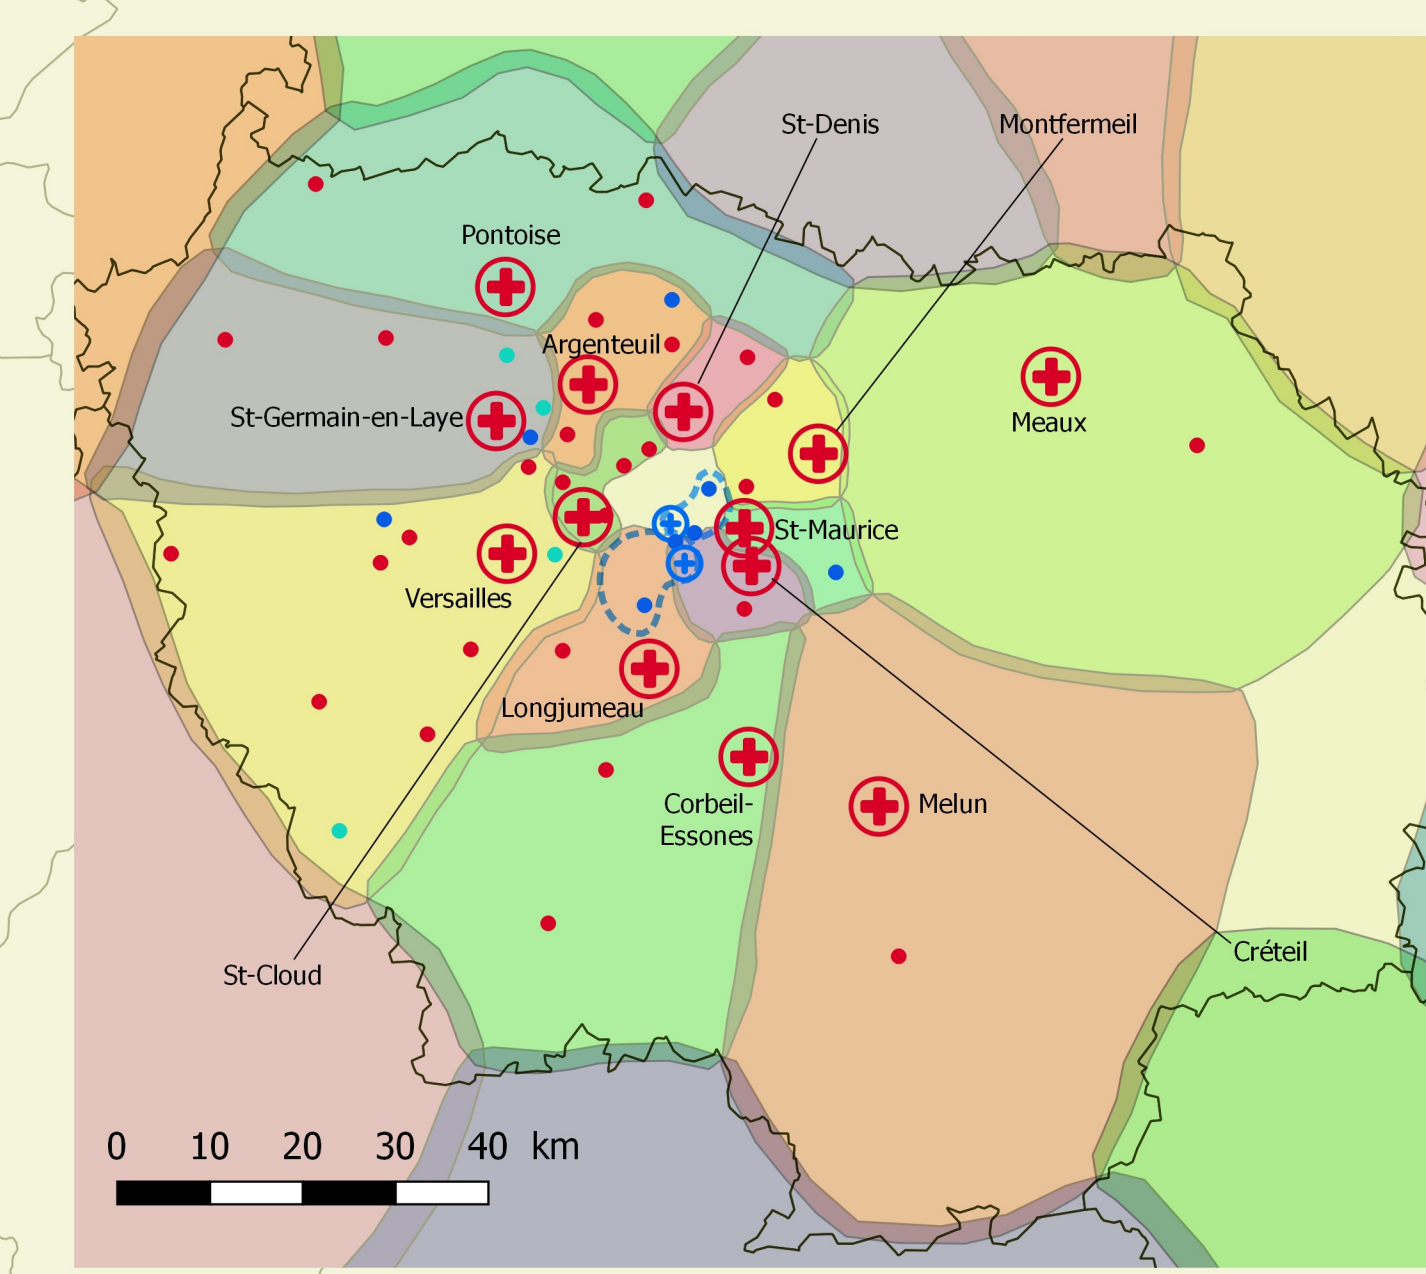 St-Denis
Montfermeil
Pontoise
Argenteuil
St-Germain-en-Laye
Meaux
St-Maurice
Versailles
Longjumeau
Corbeil-
Essones
Melun
Créteil
St-Cloud
0 10 20 30 40 km